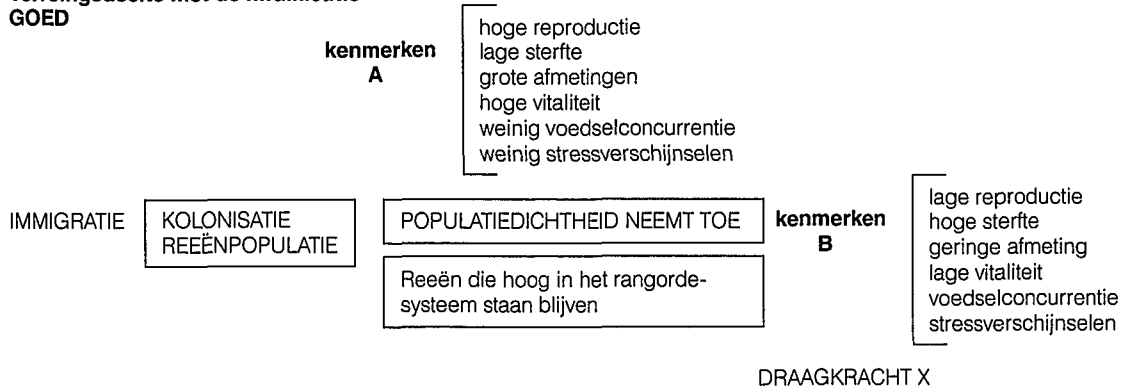 GOED
kenmerken
A
hoge reproductie
lage sterfte
grote afmetingen
hoge vitaliteit
weinig voedselconcurrentie
weinig stressverschijnselen
IMMIGRATIE
KOLONISATIE
REEËNPOPULATIE
POPULATIEDICHTHEID NEEMT TOE
Reeën die hoog in het rangorde-
systeem staan blijven
kenmerken
B
lage reproductie
hoge sterfte
geringe afmeting
lage vitaliteit
voedselconcurrentie
stressverschijnselen
DRAAGKRACHT X